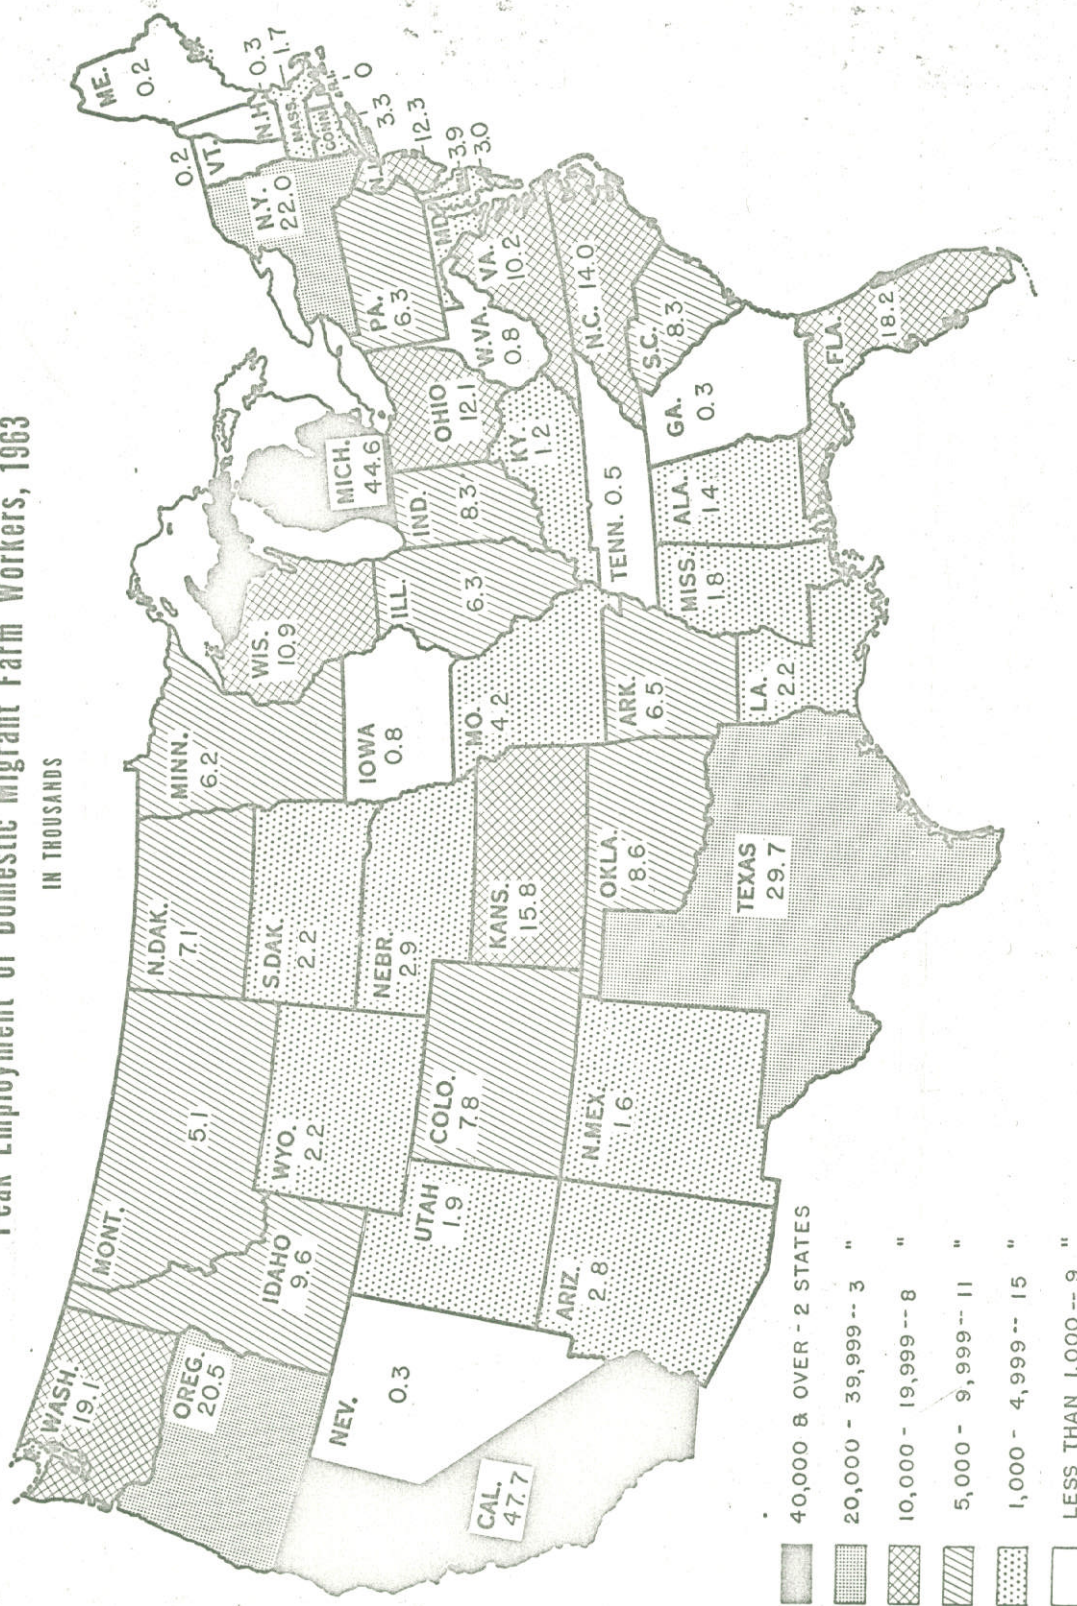 Peak Employment of Domestic Migrant Farm Workers, 1963
IN THOUSANDS
WASH.
19.1
OREG.
20.5
CAL.
47.7
NEV.
0.3
IDAHO
9.6
MONT.
5.1
WYO.
2.2
UTAH
1.9
ARIZ.
2.8
COLO.
7.8
N.MEX.
1.6
N.DAK.
7.1
S.DAK.
2.2
NEBR.
2.9
KANS.
15.8
OKLA.
8.6
TEXAS
29.7
MINN.
6.2
IOWA
0.8
MO.
4.2
ARK.
6.5
LA.
2.2
WIS.
10.9
ILL.
6.3
MICH.
44.6
IND.
8.3
OHIO
12.1
KY.
1.2
TENN. 0.5
MISS.
1.8
ALA.
1.4
GA.
0.3
FLA.
18.2
S.C.
8.3
N.C. 14.0
VA.
10.2
W.VA.
0.8
PA.
6.3
N.Y.
22.0
VT.
0.2
ME.
0.2
N.H.
0.3
MASS.
1.7
R.I.
0
CONN.
3.3
N.J.
12.3
MD.
3.9
3.0
40,000 & OVER - 2 STATES
20,000 - 39,999 -- 3 "
10,000 - 19,999 -- 8 "
5,000 - 9,999 -- 11 "
1,000 - 4,999 -- 15 "
LESS THAN 1,000 -- 9 "